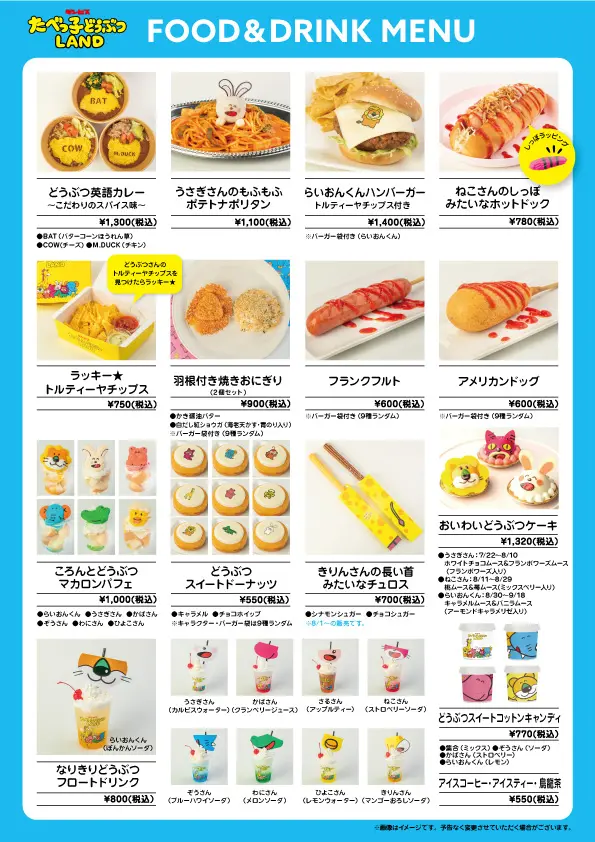 ギンビス
たべっ子どうぶつ
LAND
FOOD & DRINK MENU
BAT
COW
M.DUCK
どうぶつ英語カレー
～こだわりのスパイス味～
¥1,300(税込)
●BAT（バターコーンほうれん草）
●COW(チーズ) ●M.DUCK(チキン)
うさぎさんのもふもふ
ポテトナポリタン
¥1,100(税込)
らいおんくんハンバーガー
トルティーヤチップス付き
¥1,400(税込)
※バーガー袋付き（らいおんくん）
しっぽラッピング
ねこさんのしっぽ
みたいなホットドック
¥780(税込)
LAND
どうぶつさんの
トルティーヤチップスを
見つけたらラッキー★
ラッキー★
トルティーヤチップス
¥750(税込)
羽根付き焼きおにぎり
（2個セット）
¥900(税込)
●かき醤油バター
●白だし紅ショウガ（海老天かす・青のり入り）
※バーガー袋付き（9種ランダム）
フランクフルト
¥600(税込)
※バーガー袋付き（9種ランダム）
アメリカンドッグ
¥600(税込)
※バーガー袋付き（9種ランダム）
ころんとどうぶつ
マカロンパフェ
¥1,000(税込)
●らいおんくん ●うさぎさん ●かばさん
●ぞうさん ●わにさん ●ひよこさん
どうぶつ
スイートドーナッツ
¥550(税込)
●キャラメル ●チョコホイップ
※キャラクター・バーガー袋は9種ランダム
きりんさんの長い首
みたいなチュロス
¥700(税込)
●シナモンシュガー ●チョコシュガー
※8/1～の販売です。
おいわいどうぶつケーキ
¥1,320(税込)
●うさぎさん：7/22～8/10
ホワイトチョコムース&フランボワーズムース
（フランボワーズ入り）
●ねこさん：8/11～8/29
桃ムース&苺ムース(ミックスベリー入り)
●らいおんくん：8/30～9/18
キャラメルムース&バニラムース
（アーモンドキャラメリゼ入り）
らいおんくん
（ぽんかんソーダ）
なりきりどうぶつ
フロートドリンク
¥800(税込)
うさぎさん
（カルピスウォーター）
かばさん
（クランベリージュース）
さるさん
（アップルティー）
ねこさん
（ストロベリーソーダ）
ぞうさん
（ブルーハワイソーダ）
わにさん
（メロンソーダ）
ひよこさん
（レモンウォーター）
きりんさん
（マンゴーおろしソーダ）
どうぶつスイートコットンキャンディ
¥770(税込)
●集合（ミックス）●ぞうさん（ソーダ）
●かばさん（ストロベリー）
●らいおんくん（レモン）
アイスコーヒー・アイスティー・烏龍茶
¥550(税込)
※画像はイメージです。予告なく変更させていただく場合がございます。